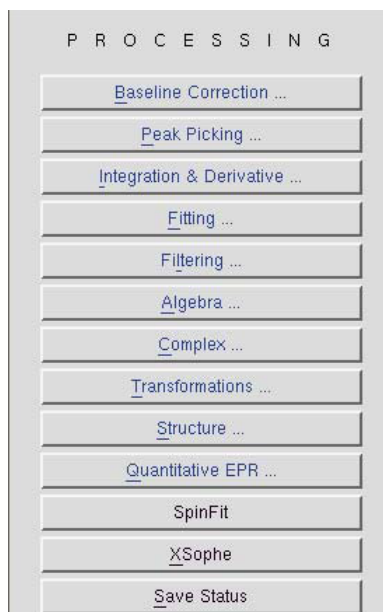 P R O C E S S I N G
Baseline Correction ...
Peak Picking ...
Integration & Derivative ...
Fitting ...
Filtering ...
Algebra ...
Complex ...
Transformations ...
Structure ...
Quantitative EPR ...
SpinFit
XSophe
Save Status